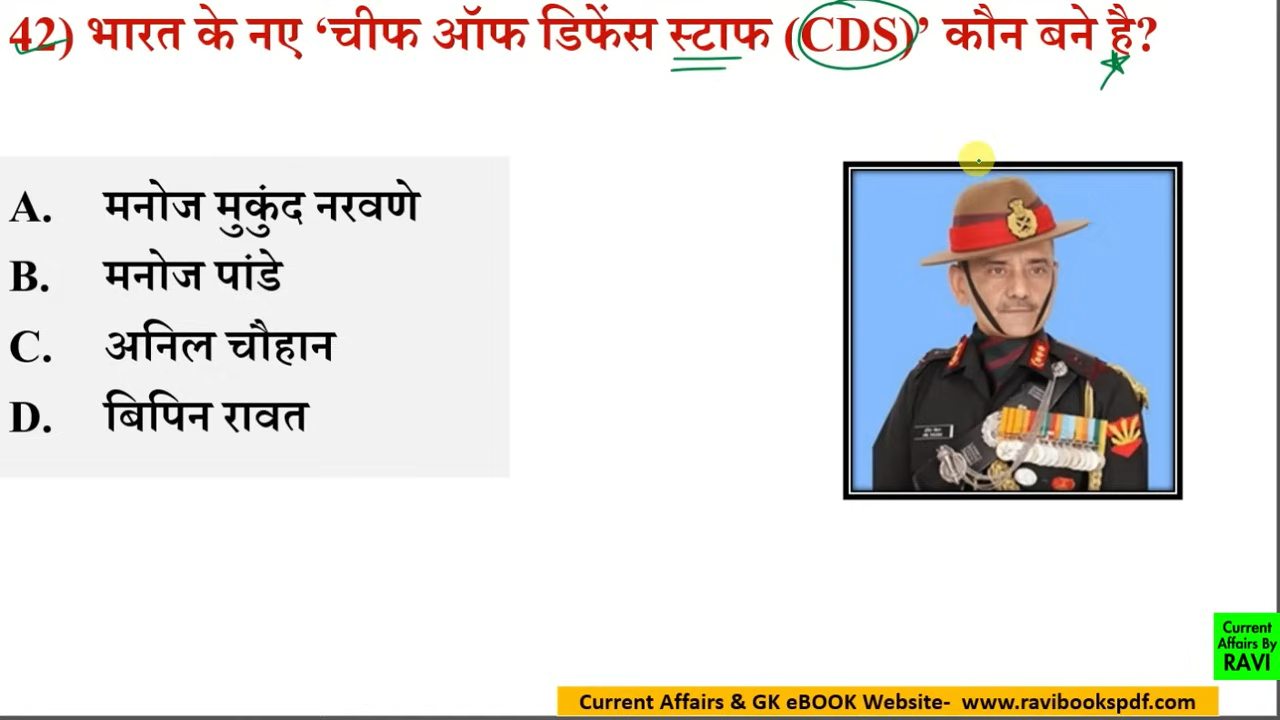 42) भारत के नए ‘चीफ ऑफ डिफेंस स्टाफ (CDS)’ कौन बने है?
A. मनोज मुकुंद नरवणे
B. मनोज पांडे
C. अनिल चौहान
D. बिपिन रावत
Current
Affairs By
RAVI
Current Affairs & GK eBOOK Website- www.ravibookspdf.com